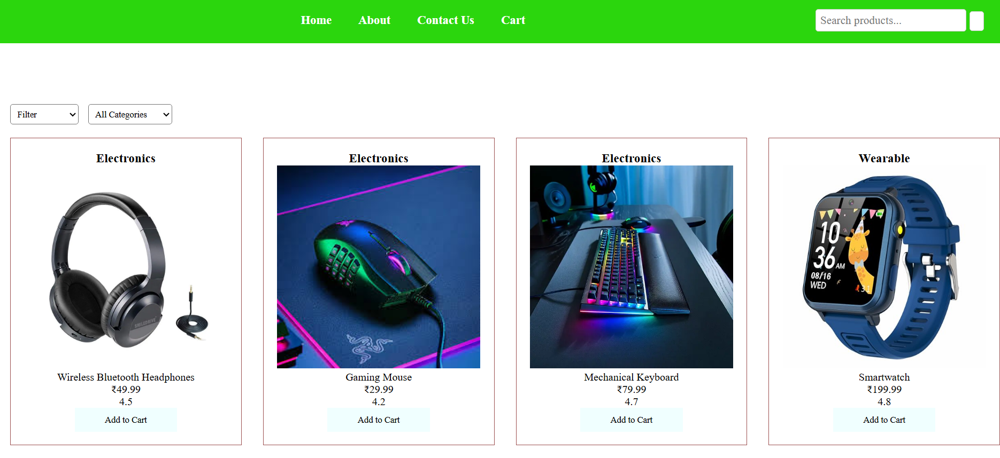 Home About Contact Us Cart Search products...
Filter All Categories
Electronics
SMILEDRIVE
Wireless Bluetooth Headphones
₹49.99
4.5
Add to Cart
Electronics
Gaming Mouse
₹29.99
4.2
Add to Cart
Electronics
Mechanical Keyboard
₹79.99
4.7
Add to Cart
Wearable
10
36 AM
08/16
WED
Smartwatch
₹199.99
4.8
Add to Cart